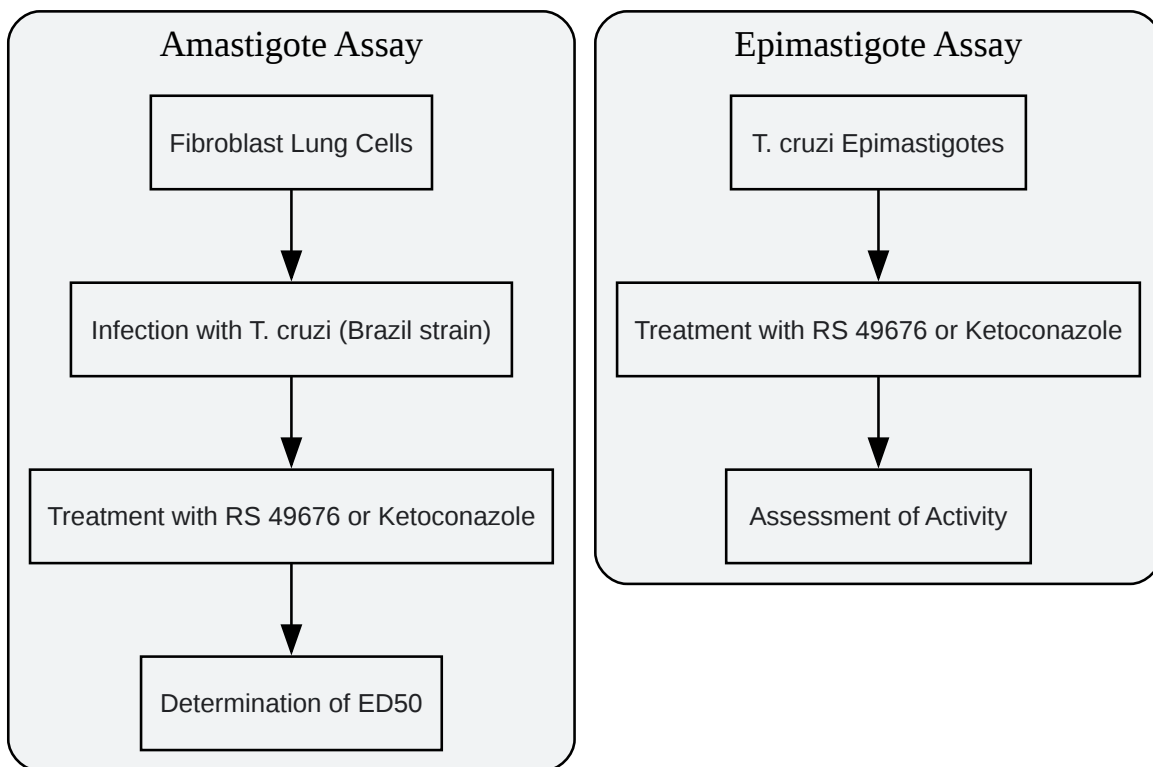 Amastigote Assay
Fibroblast Lung Cells
Infection with T. cruzi (Brazil strain)
Treatment with RS 49676 or Ketoconazole
Determination of ED50
Epimastigote Assay
T. cruzi Epimastigotes
Treatment with RS 49676 or Ketoconazole
Assessment of Activity